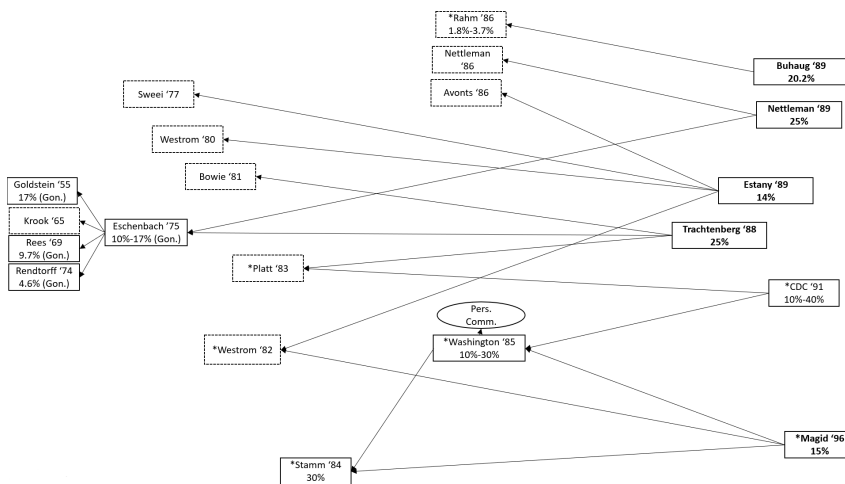 *Rahm ‘86
1.8%-3.7%
Nettleman
‘86
Buhaug ‘89
20.2%
Sweei ‘77
Avonts ‘86
Nettleman ‘89
25%
Westrom ‘80
Bowie ‘81
Goldstein ‘55
17% (Gon.)
Estany ‘89
14%
Krook ‘65
Eschenbach ‘75
10%-17% (Gon.)
Rees ‘69
9.7% (Gon.)
Trachtenberg ‘88
25%
Rendtorff ‘74
4.6% (Gon.)
*Platt ‘83
*CDC ‘91
10%-40%
Pers.
Comm.
*Westrom ‘82
*Washington ‘85
10%-30%
*Magid ‘96
15%
*Stamm ‘84
30%